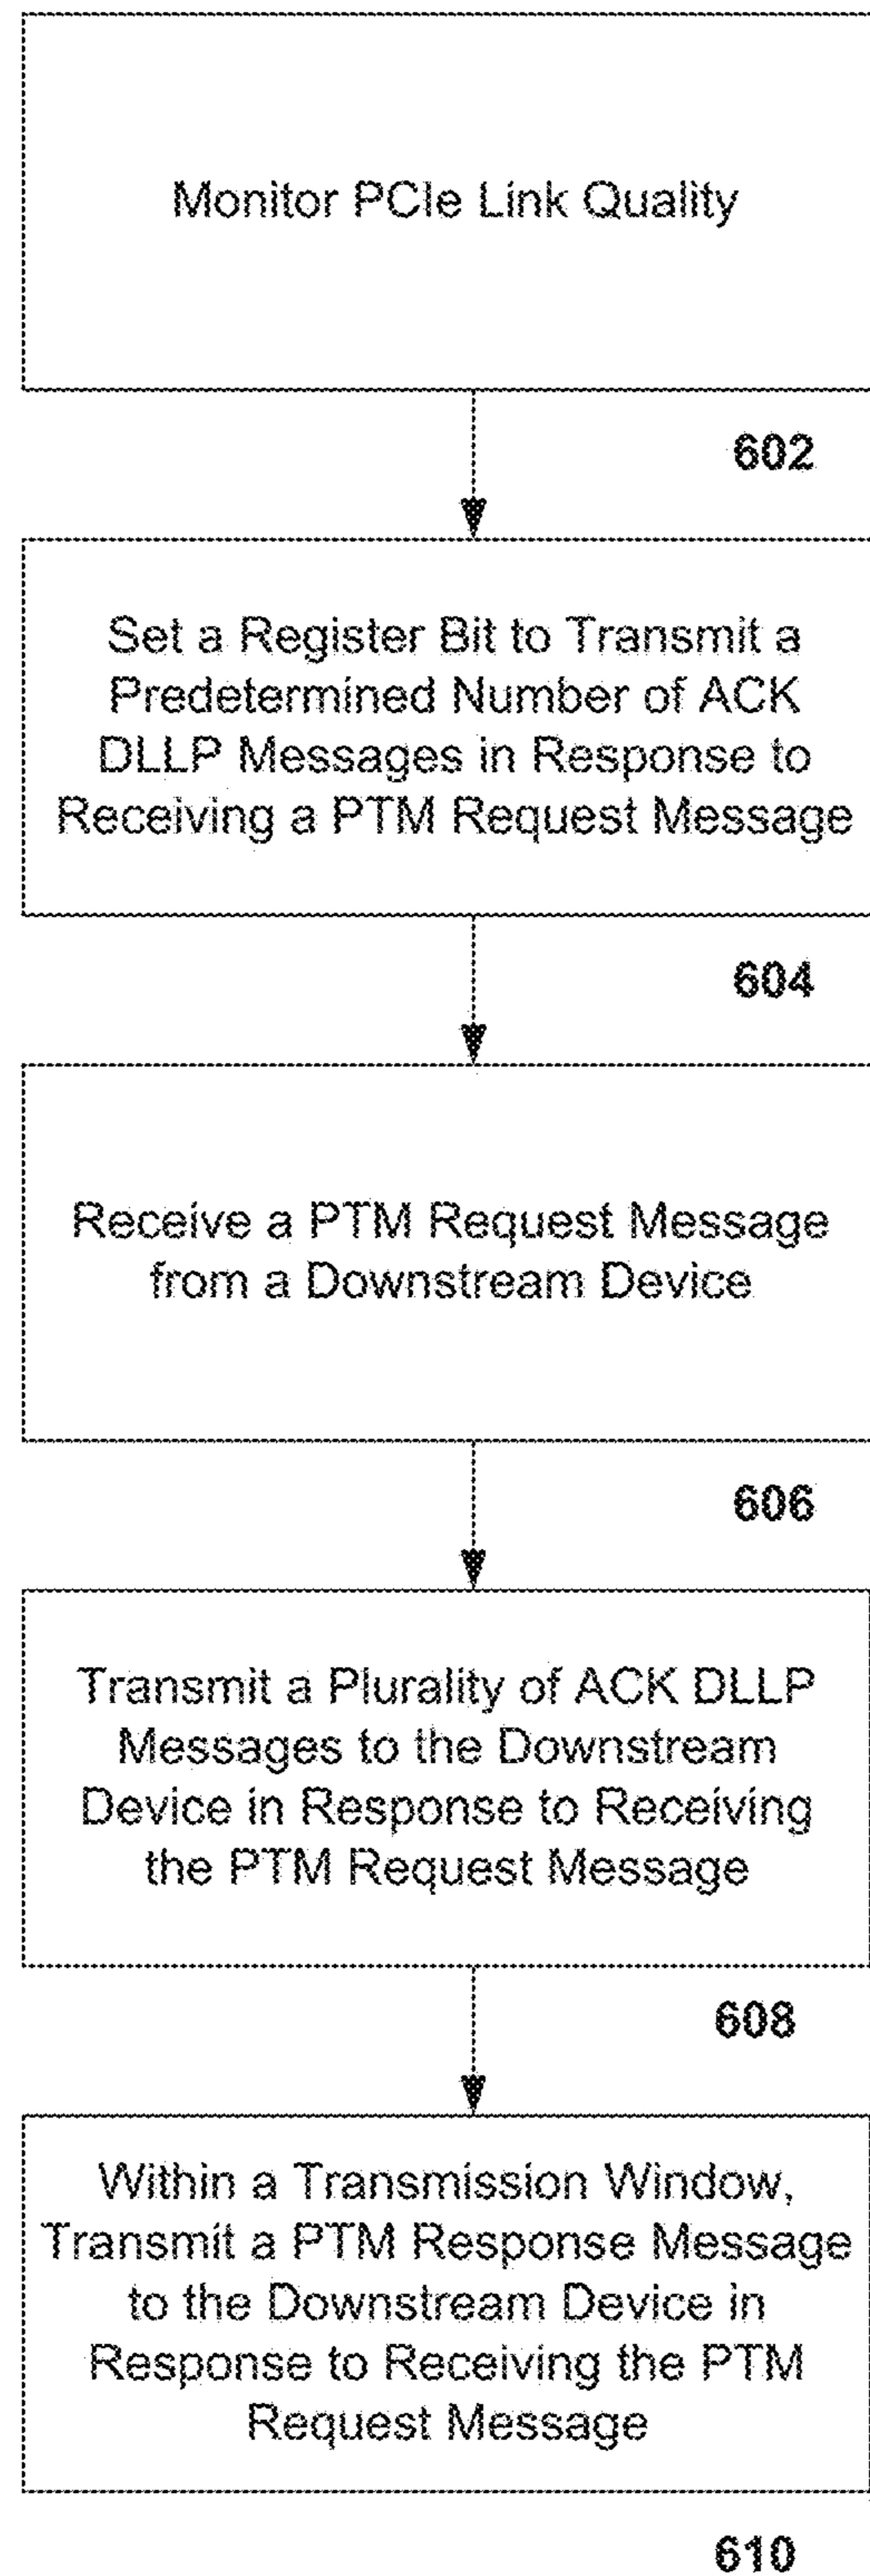 Monitor PCIe Link Quality
602
Set a Register Bit to Transmit a
Predetermined Number of ACK
DLLP Messages in Response to
Receiving a PTM Request Message
604
Receive a PTM Request Message
from a Downstream Device
606
Transmit a Plurality of ACK DLLP
Messages to the Downstream
Device in Response to Receiving
the PTM Request Message
608
Within a Transmission Window,
Transmit a PTM Response Message
to the Downstream Device in
Response to Receiving the PTM
Request Message
610